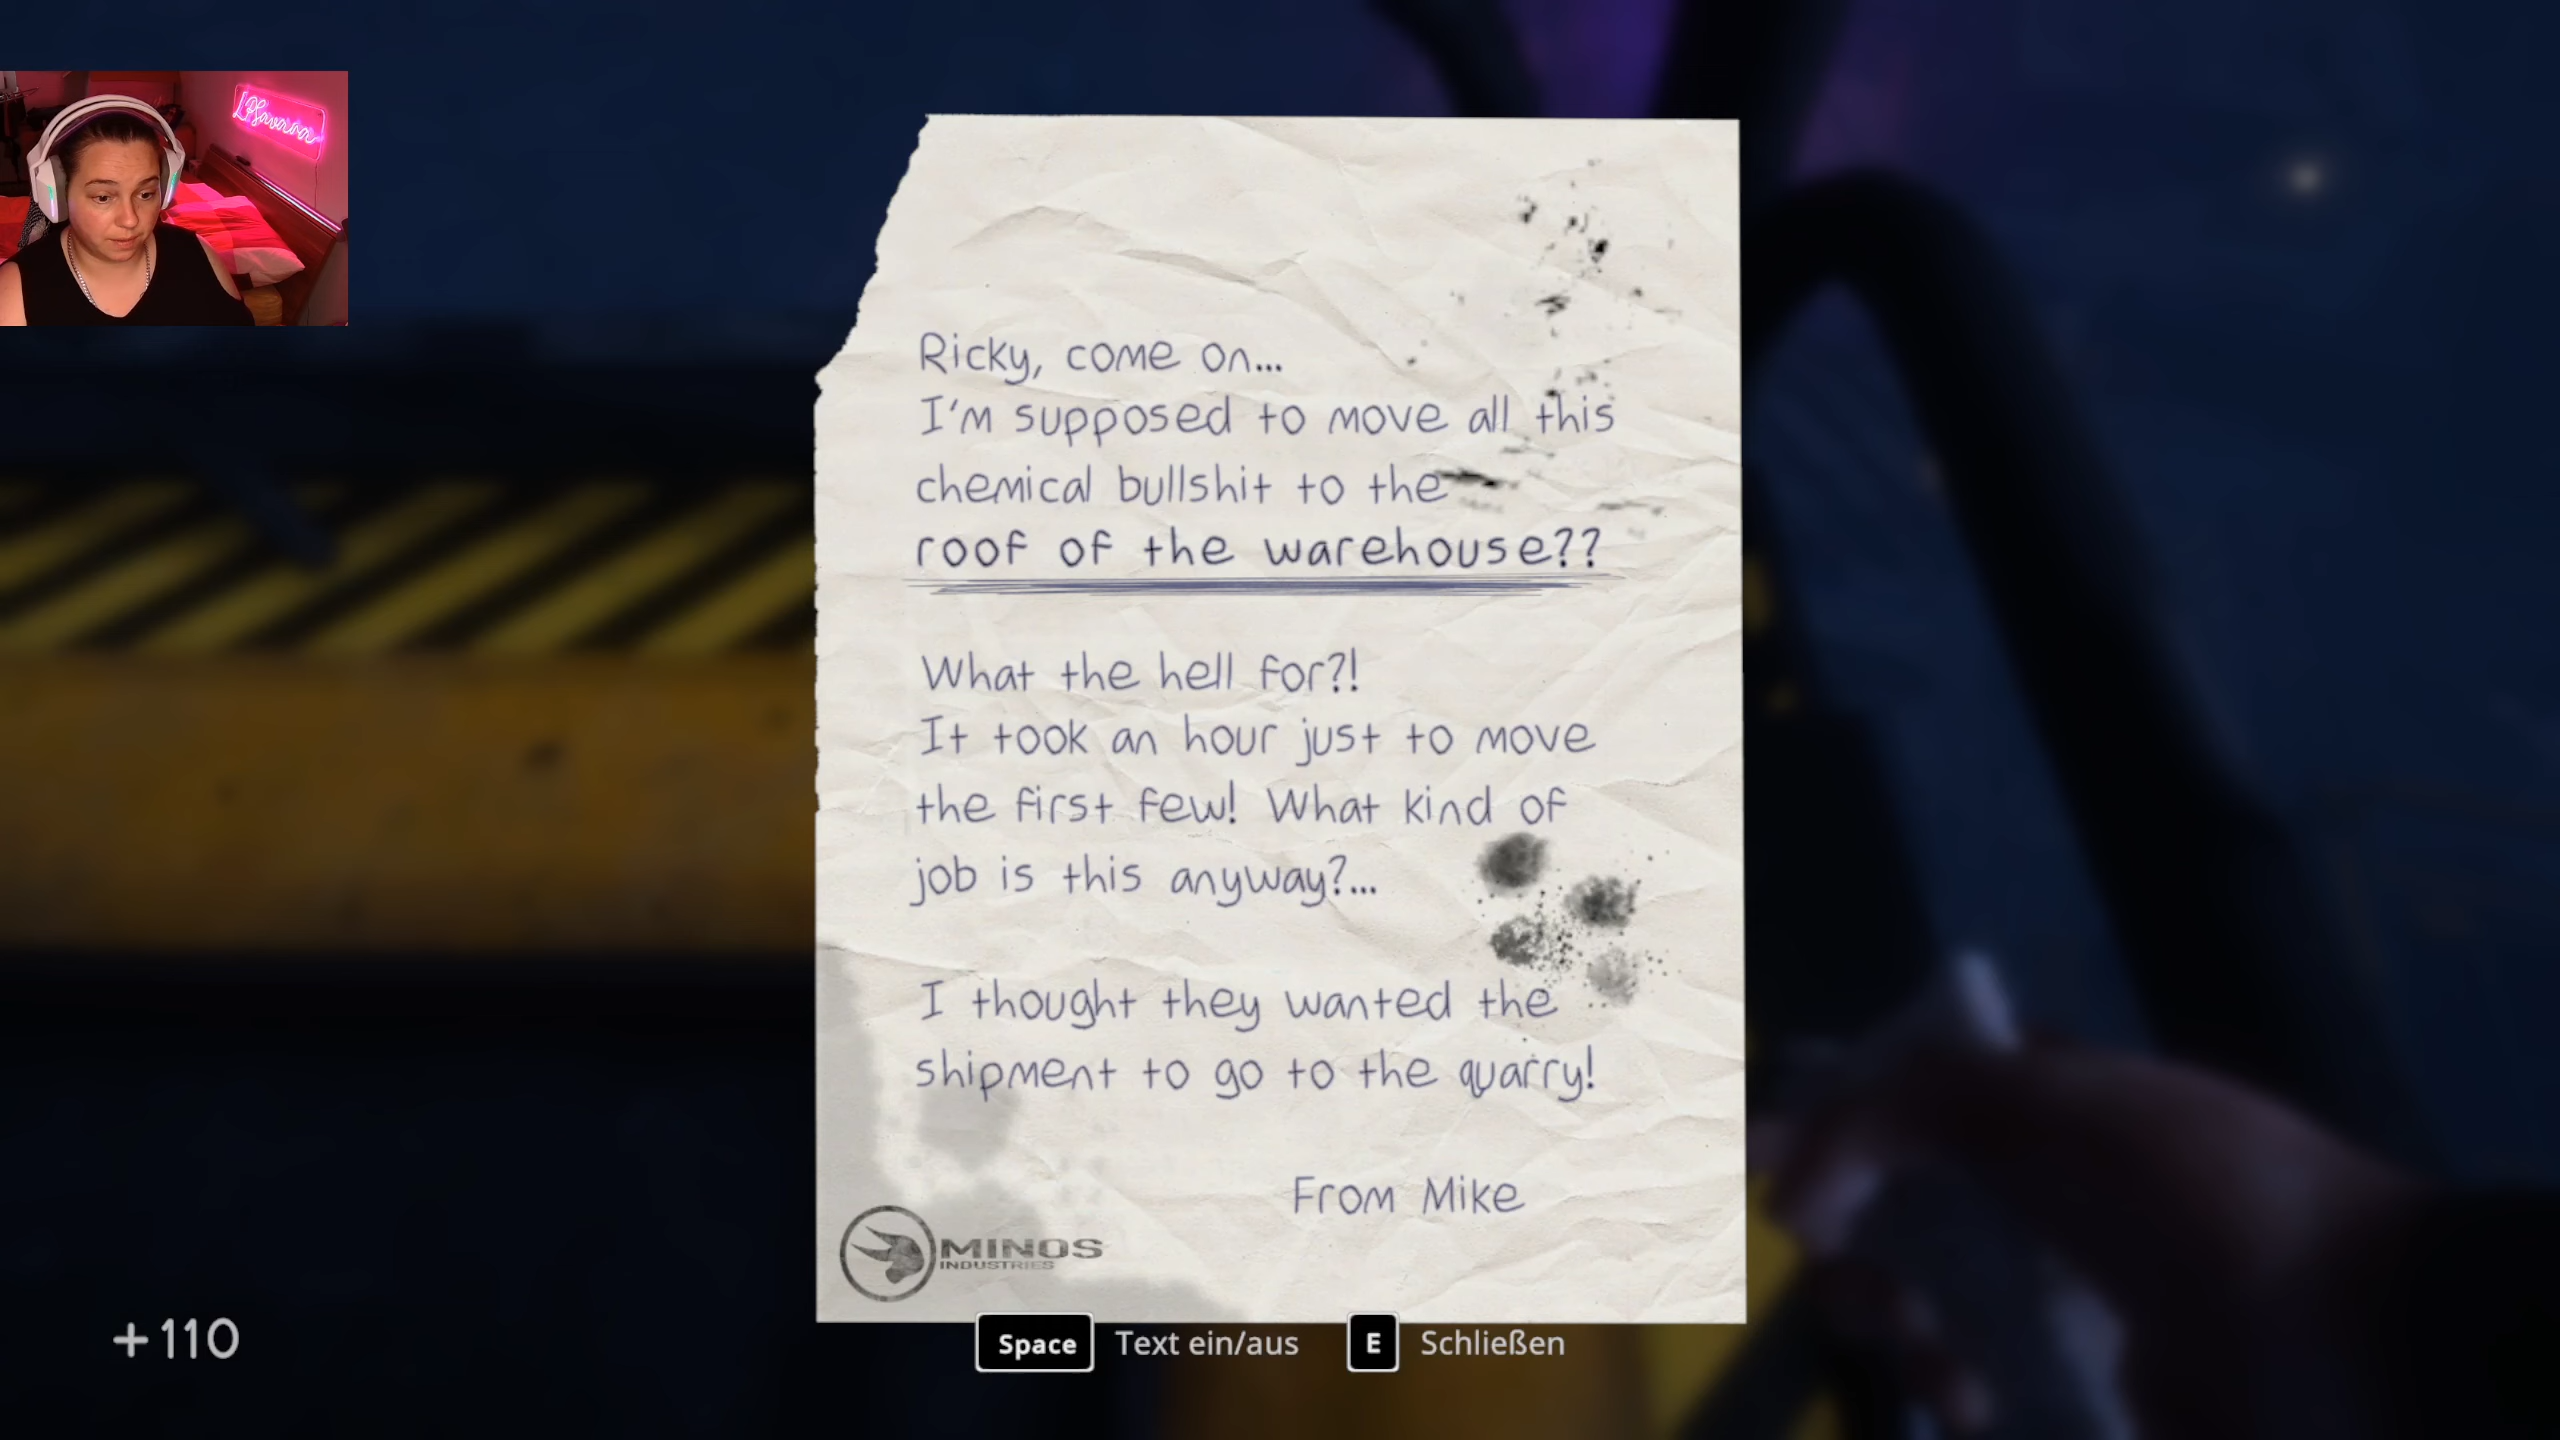 Ricky, come on...
I'm supposed to move all this
chemical bullshit to the
roof of the warehouse??
What the hell for?!
It took an hour just to move
the first few! What kind of
job is this anyway?...
I thought they wanted the
shipment to go to the quarry!
From Mike
MINOS
INDUSTRIES
+110
Space Text ein/aus E Schließen